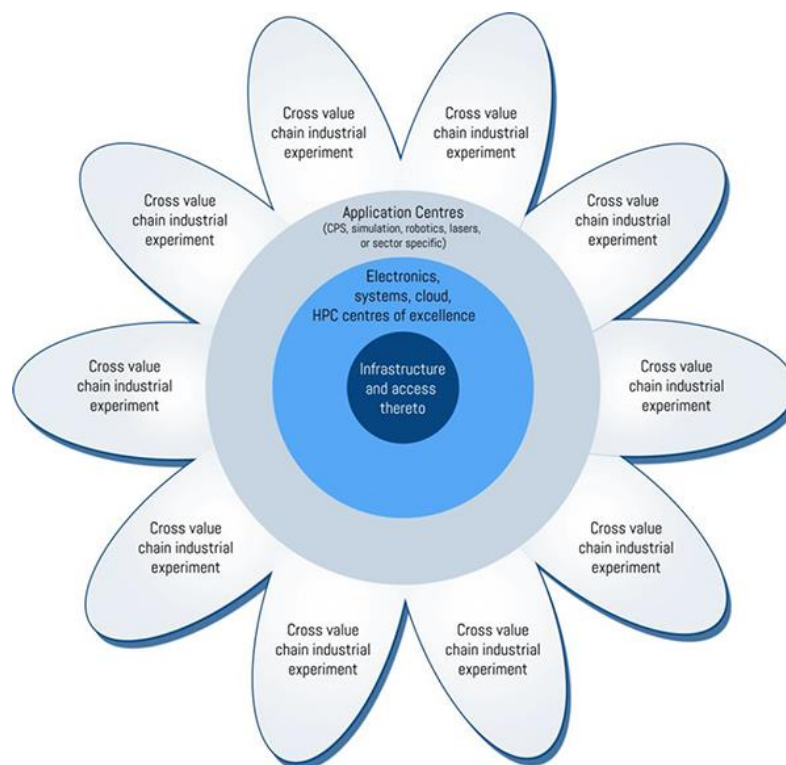 Cross value
chain industrial
experiment
Cross value
chain industrial
experiment
Cross value
chain industrial
experiment
Cross value
chain industrial
experiment
Application Centres
(CPS, simulation, robotics, lasers,
or sector specific)
Electronics,
systems, cloud,
HPC centres of excellence
Cross value
chain industrial
experiment
Infrastructure
and access
thereto
Cross value
chain industrial
experiment
Cross value
chain industrial
experiment
Cross value
chain industrial
experiment
Cross value
chain industrial
experiment
Cross value
chain industrial
experiment